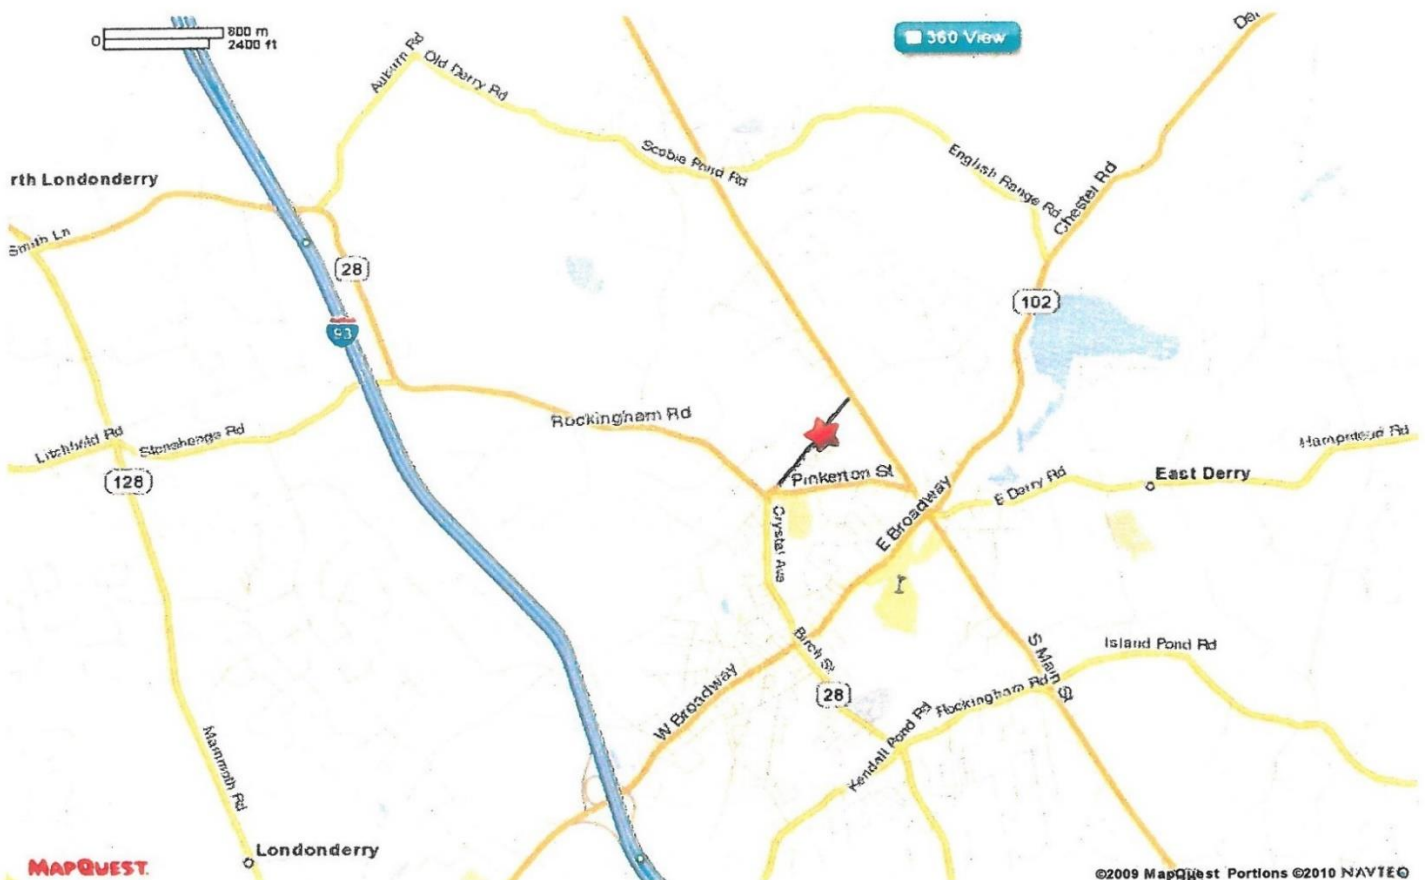 0
800 m
2400 ft
360 View
Auburn Rd
Old Derry Rd
Scobie Pond Rd
English Range Rd
Chester Rd
rth Londonderry
Smith Ln
28
93
102
Rockingham Rd
Litchfield Rd
Stonehenge Rd
128
Pinkerton St
Hampstead Rd
East Derry
E Derry Rd
E Broadway
Crystal Ave
Birch St
28
W Broadway
S Main St
Island Pond Rd
Rockingham Rd
Kendall Pond Rd
Mammoth Rd
Londonderry
MAPQUEST.
©2009 MapQuest Portions ©2010 NAVTEQ